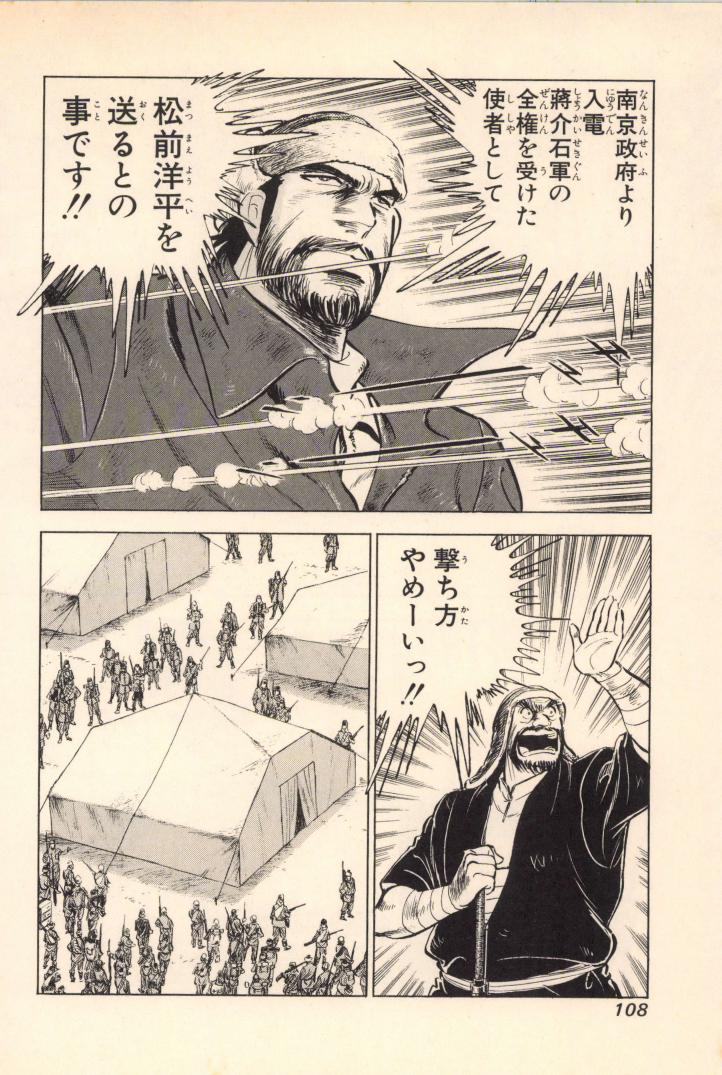 南京政府より
入電
蔣介石軍の
全権を受けた
使者として
松前洋平を
送るとの
事です!!
撃ち方
やめーいっ!!
108